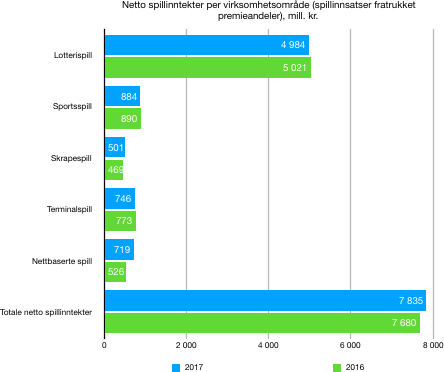 Netto spillinntekter per virksomhetsområde (spillinnsatser fratrukket
premieandeler), mill. kr.
Lotterispill
4 984
5 021
Sportsspill
884
890
Skrapespill
501
469
Terminalspill
746
773
Nettbaserte spill
719
526
Totale netto spillinntekter
7 835
7 680
0 2 000 4 000 6 000 8 000
2017 2016